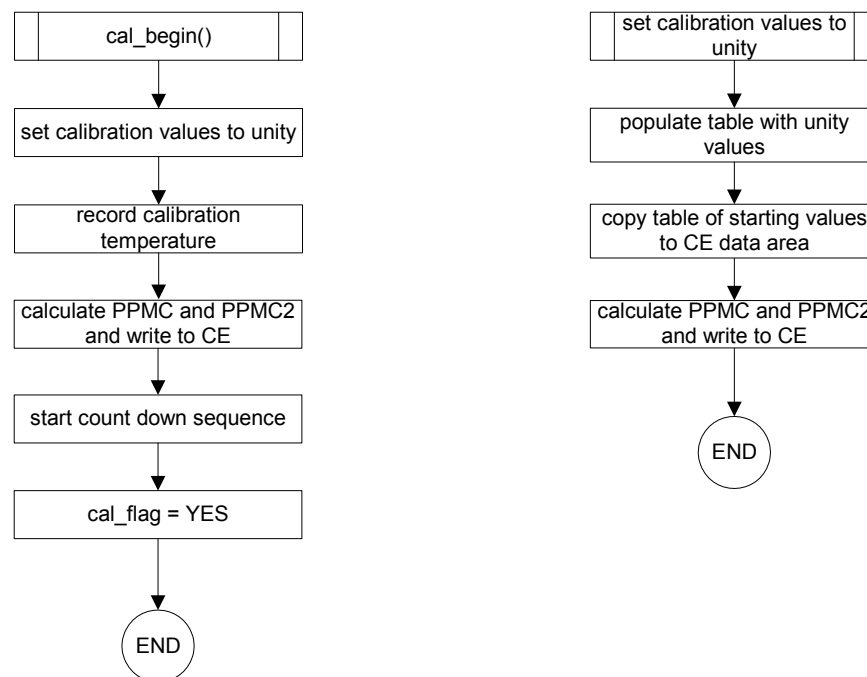 cal_begin()
set calibration values to unity
record calibration
temperature
calculate PPMC and PPMC2
and write to CE
start count down sequence
cal_flag = YES
END
set calibration values to
unity
populate table with unity
values
copy table of starting values
to CE data area
calculate PPMC and PPMC2
and write to CE
END